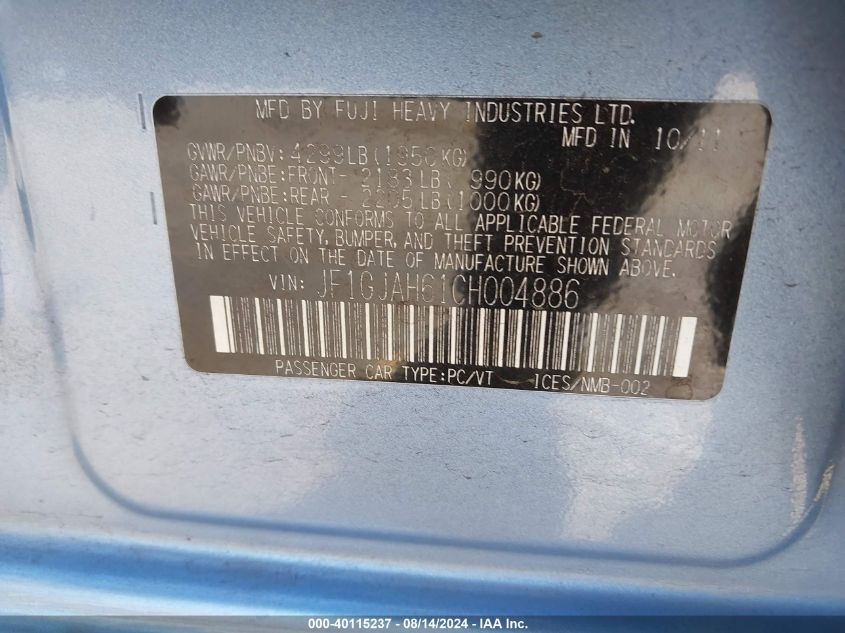 MFD BY FUJI HEAVY INDUSTRIES LTD.
MFD IN 10/11
GVWR/PNBV: 4299LB(1950KG)
GAWR/PNBE:FRONT- 2183LB( 990KG)
GAWR/PNBE:REAR - 2205LB(1000KG)
THIS VEHICLE CONFORMS TO ALL APPLICABLE FEDERAL MOTOR
VEHICLE SAFETY, BUMPER, AND THEFT PREVENTION STANDARDS
IN EFFECT ON THE DATE OF MANUFACTURE SHOWN ABOVE.
VIN: JF1GJAH61CH004886
PASSENGER CAR TYPE:PC/VT ICES/NMB-002
000-40115237 - 08/14/2024 - IAA Inc.